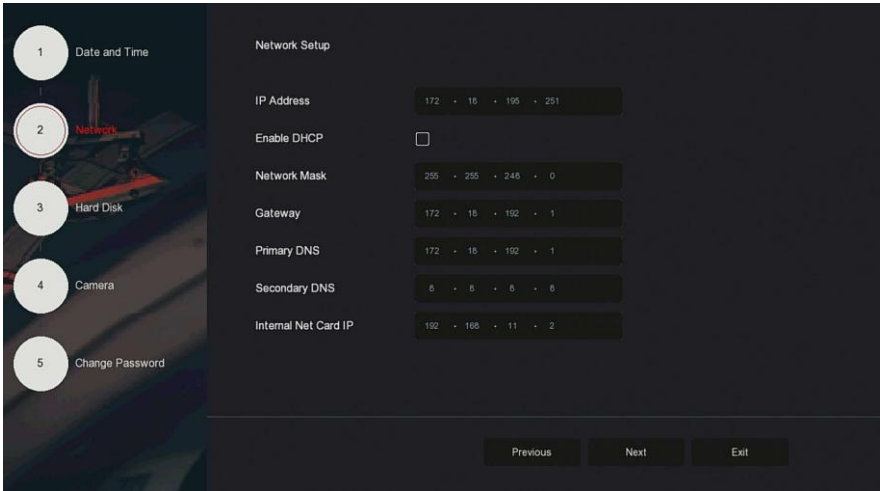 1 Date and Time
2 Network
3 Hard Disk
4 Camera
5 Change Password
Network Setup
IP Address 172 . 18 . 195 . 251
Enable DHCP
Network Mask 255 . 255 . 248 . 0
Gateway 172 . 18 . 192 . 1
Primary DNS 172 . 18 . 192 . 1
Secondary DNS 8 . 8 . 8 . 8
Internal Net Card IP 192 . 168 . 11 . 2
Previous Next Exit